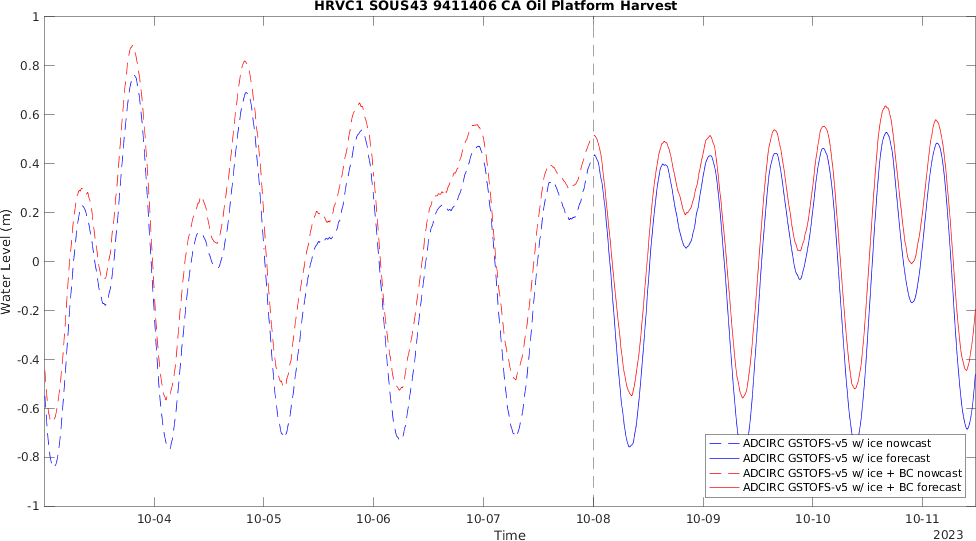 HRVC1 SOUS43 9411406 CA Oil Platform Harvest
1
0.8
0.6
0.4
0.2
0
-0.2
-0.4
-0.6
-0.8
-1
Water Level (m)
ADCIRC GSTOFS-v5 w/ ice nowcast
ADCIRC GSTOFS-v5 w/ ice forecast
ADCIRC GSTOFS-v5 w/ ice + BC nowcast
ADCIRC GSTOFS-v5 w/ ice + BC forecast
10-04 10-05 10-06 10-07 10-08 10-09 10-10 10-11
Time
2023